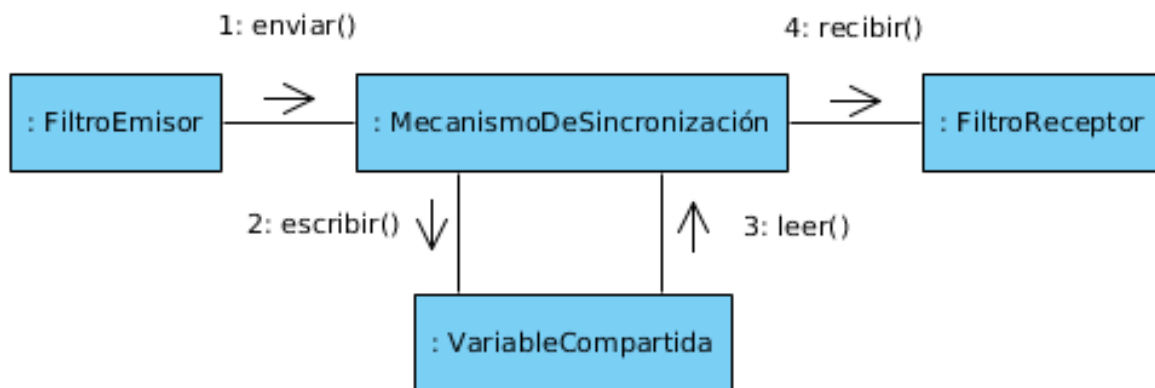 1: enviar()
4: recibir()
: FiltroEmisor
: MecanismoDeSincronización
: FiltroReceptor
2: escribir()
3: leer()
: VariableCompartida